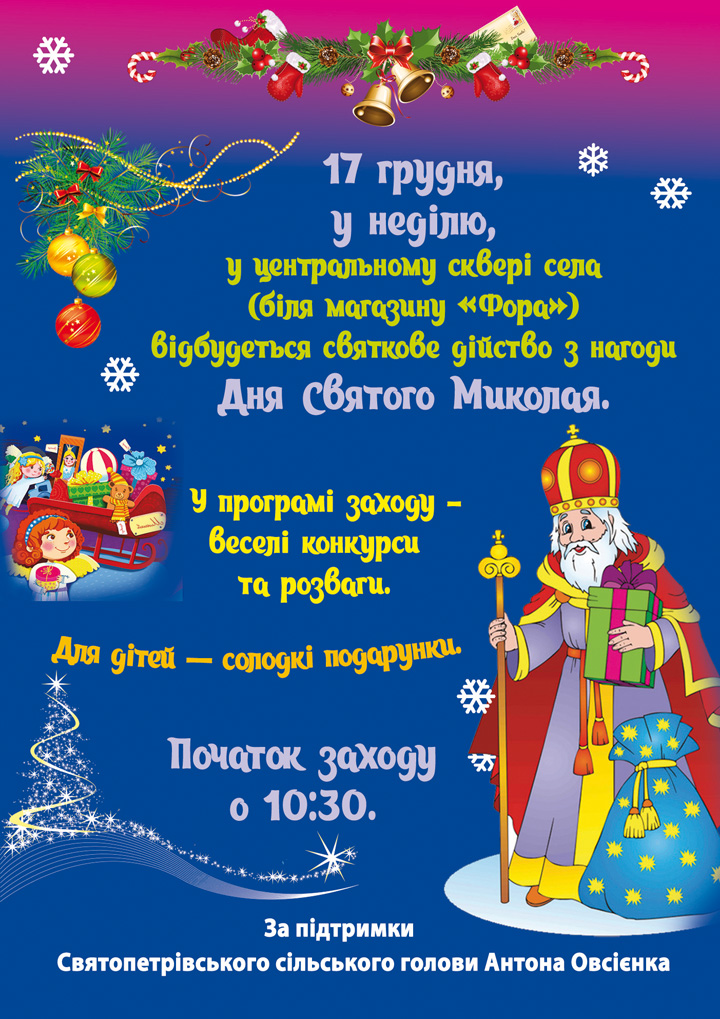 17 грудня,
у неділю,
у центральному сквері села
(біля магазину «Фора»)
відбудеться святкове дійство з нагоди
Дня Святого Миколая.
У програмі заходу –
веселі конкурси
та розваги.
Для дітей — солодкі подарунки.
Початок заходу
о 10:30.
За підтримки
Святопетрівського сільського голови Антона Овсієнка